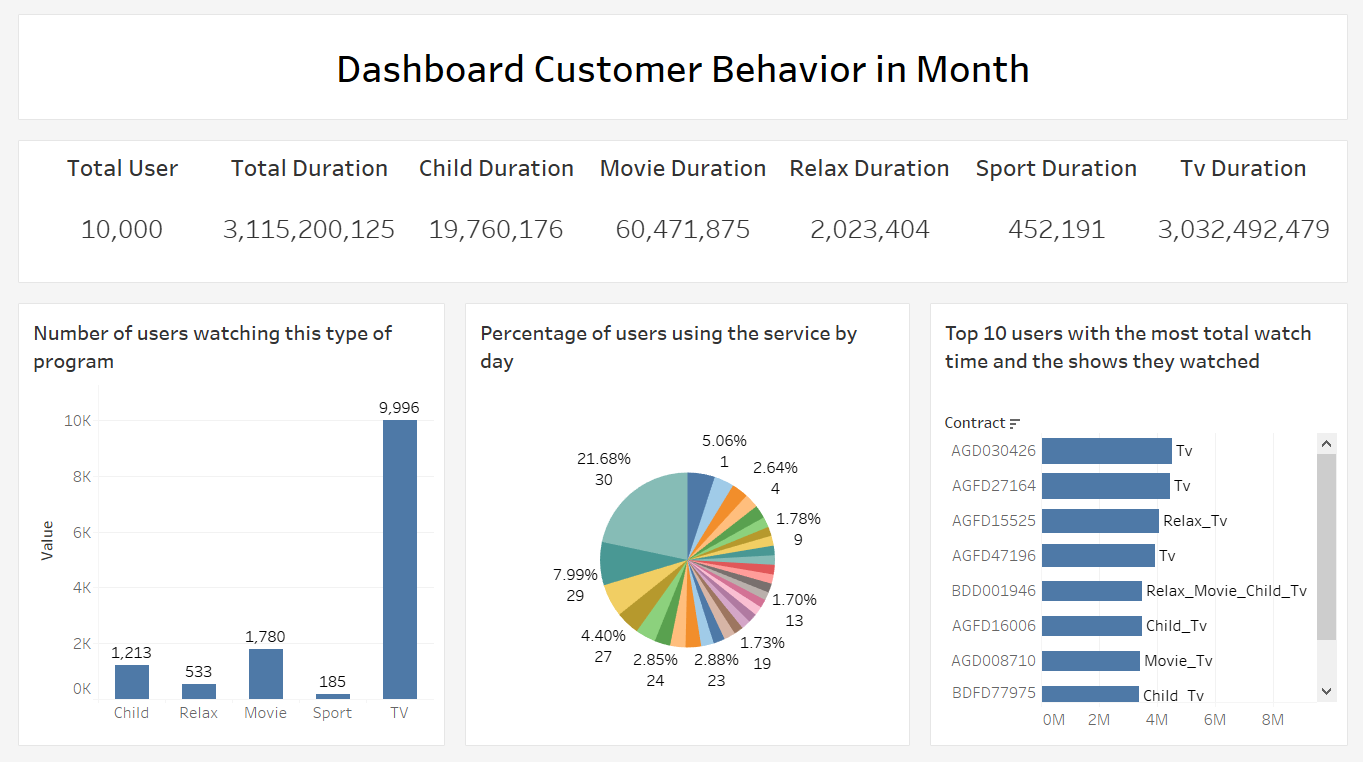 Dashboard Customer Behavior in Month
Total User
Total Duration
Child Duration
Movie Duration
Relax Duration
Sport Duration
Tv Duration
10,000
3,115,200,125
19,760,176
60,471,875
2,023,404
452,191
3,032,492,479
Number of users watching this type of
program
Value
10K
8K
6K
4K
2K
0K
1,213
533
1,780
185
9,996
Child
Relax
Movie
Sport
TV
Percentage of users using the service by
day
5.06%
1
2.64%
4
1.78%
9
1.70%
13
1.73%
19
2.88%
23
2.85%
24
4.40%
27
7.99%
29
21.68%
30
Top 10 users with the most total watch
time and the shows they watched
Contract
AGD030426 Tv
AGFD27164 Tv
AGFD15525 Relax_Tv
AGFD47196 Tv
BDD001946 Relax_Movie_Child_Tv
AGFD16006 Child_Tv
AGD008710 Movie_Tv
BDFD77975 Child_Tv
0M
2M
4M
6M
8M